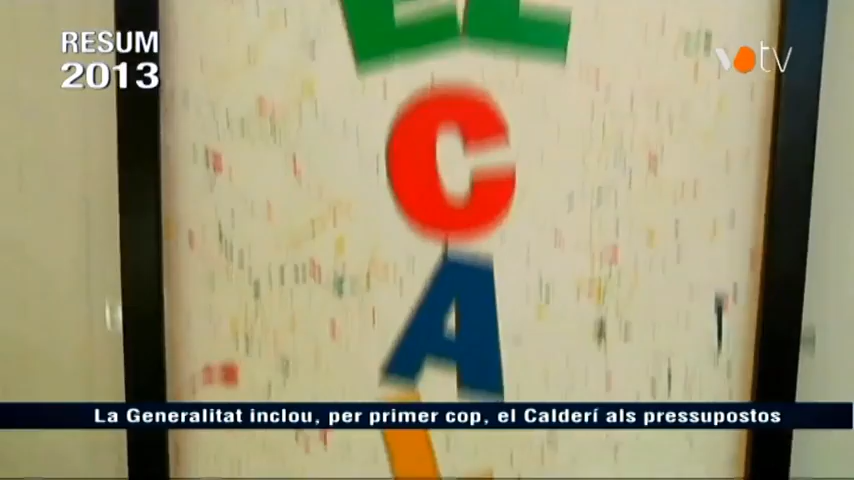 RESUM
2013
votv
EL
C
A
La Generalitat inclou, per primer cop, el Calderí als pressupostos